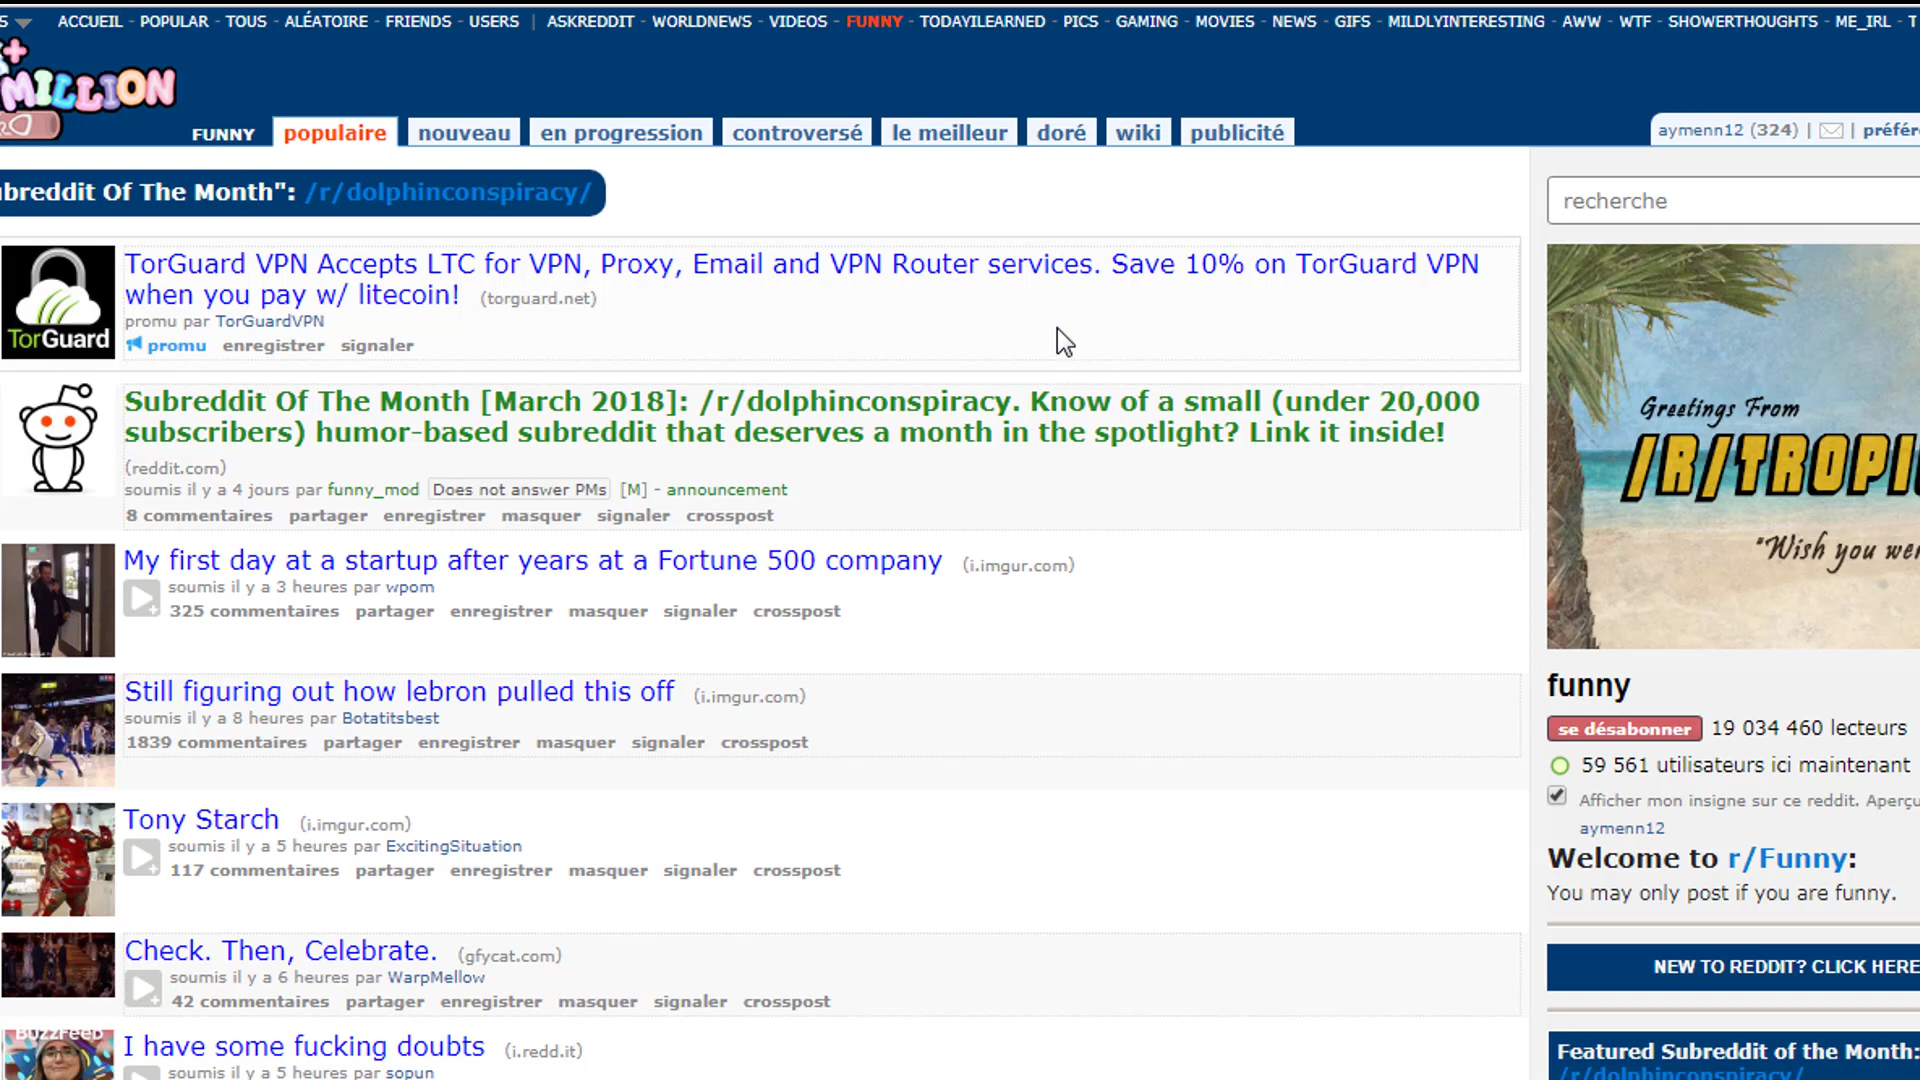 S ACCUEIL - POPULAR - TOUS - ALÉATOIRE - FRIENDS - USERS | ASKREDDIT - WORLDNEWS - VIDEOS - FUNNY - TODAYILEARNED - PICS - GAMING - MOVIES - NEWS - GIFS - MILDLYINTERESTING - AWW - WTF - SHOWERTHOUGHTS - ME_IRL - T
MILLION
FUNNY populaire nouveau en progression controversé le meilleur doré wiki publicité
aymenn12 (324) | | préfér
ubreddit Of The Month": /r/dolphinconspiracy/
recherche
TorGuard
TorGuard VPN Accepts LTC for VPN, Proxy, Email and VPN Router services. Save 10% on TorGuard VPN
when you pay w/ litecoin! (torguard.net)
promu par TorGuardVPN
promu enregistrer signaler
Subreddit Of The Month [March 2018]: /r/dolphinconspiracy. Know of a small (under 20,000
subscribers) humor-based subreddit that deserves a month in the spotlight? Link it inside!
(reddit.com)
soumis il y a 4 jours par funny_mod Does not answer PMs [M] - announcement
8 commentaires partager enregistrer masquer signaler crosspost
My first day at a startup after years at a Fortune 500 company (i.imgur.com)
soumis il y a 3 heures par wpom
325 commentaires partager enregistrer masquer signaler crosspost
Still figuring out how lebron pulled this off (i.imgur.com)
soumis il y a 8 heures par Botatitsbest
1839 commentaires partager enregistrer masquer signaler crosspost
Tony Starch (i.imgur.com)
soumis il y a 5 heures par ExcitingSituation
117 commentaires partager enregistrer masquer signaler crosspost
Check. Then, Celebrate. (gfycat.com)
soumis il y a 6 heures par WarpMellow
42 commentaires partager enregistrer masquer signaler crosspost
BUZZFEED
I have some fucking doubts (i.redd.it)
soumis il y a 5 heures par sopun
Greetings From
/R/TROPI
"Wish you wer
funny
se désabonner 19 034 460 lecteurs
59 561 utilisateurs ici maintenant
Afficher mon insigne sur ce reddit. Aperçu
aymenn12
Welcome to r/Funny:
You may only post if you are funny.
NEW TO REDDIT? CLICK HERE
Featured Subreddit of the Month:
/r/dolphinconspiracy/